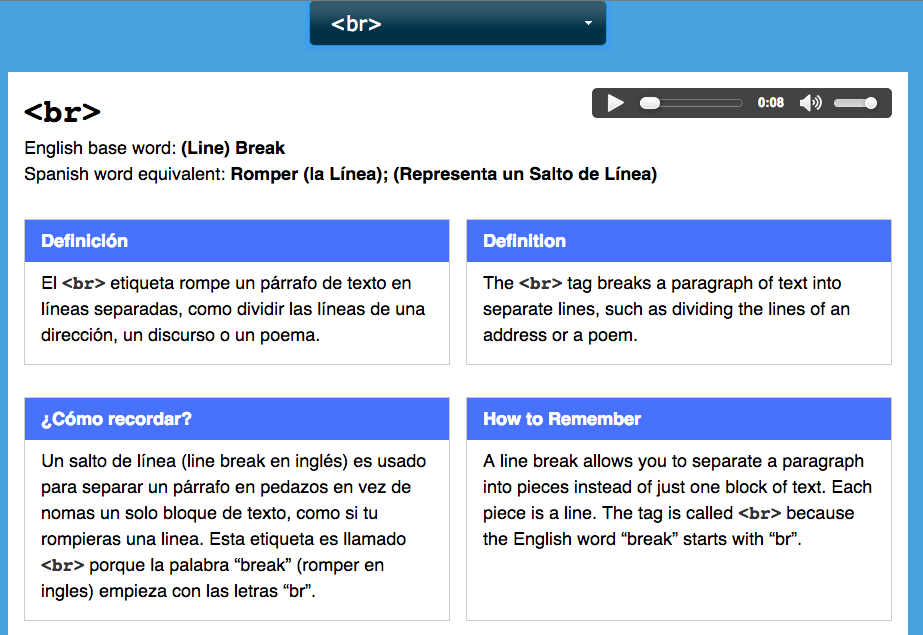 <br>
<br>
0:08
English base word: (Line) Break
Spanish word equivalent: Romper (la Línea); (Representa un Salto de Línea)
Definición
El <br> etiqueta rompe un párrafo de texto en
líneas separadas, como dividir las líneas de una
dirección, un discurso o un poema.
Definition
The <br> tag breaks a paragraph of text into
separate lines, such as dividing the lines of an
address or a poem.
¿Cómo recordar?
Un salto de línea (line break en inglés) es usado
para separar un párrafo en pedazos en vez de
nomas un solo bloque de texto, como si tu
rompieras una linea. Esta etiqueta es llamado
<br> porque la palabra “break” (romper en
ingles) empieza con las letras “br”.
How to Remember
A line break allows you to separate a paragraph
into pieces instead of just one block of text. Each
piece is a line. The tag is called <br> because
the English word “break” starts with “br”.